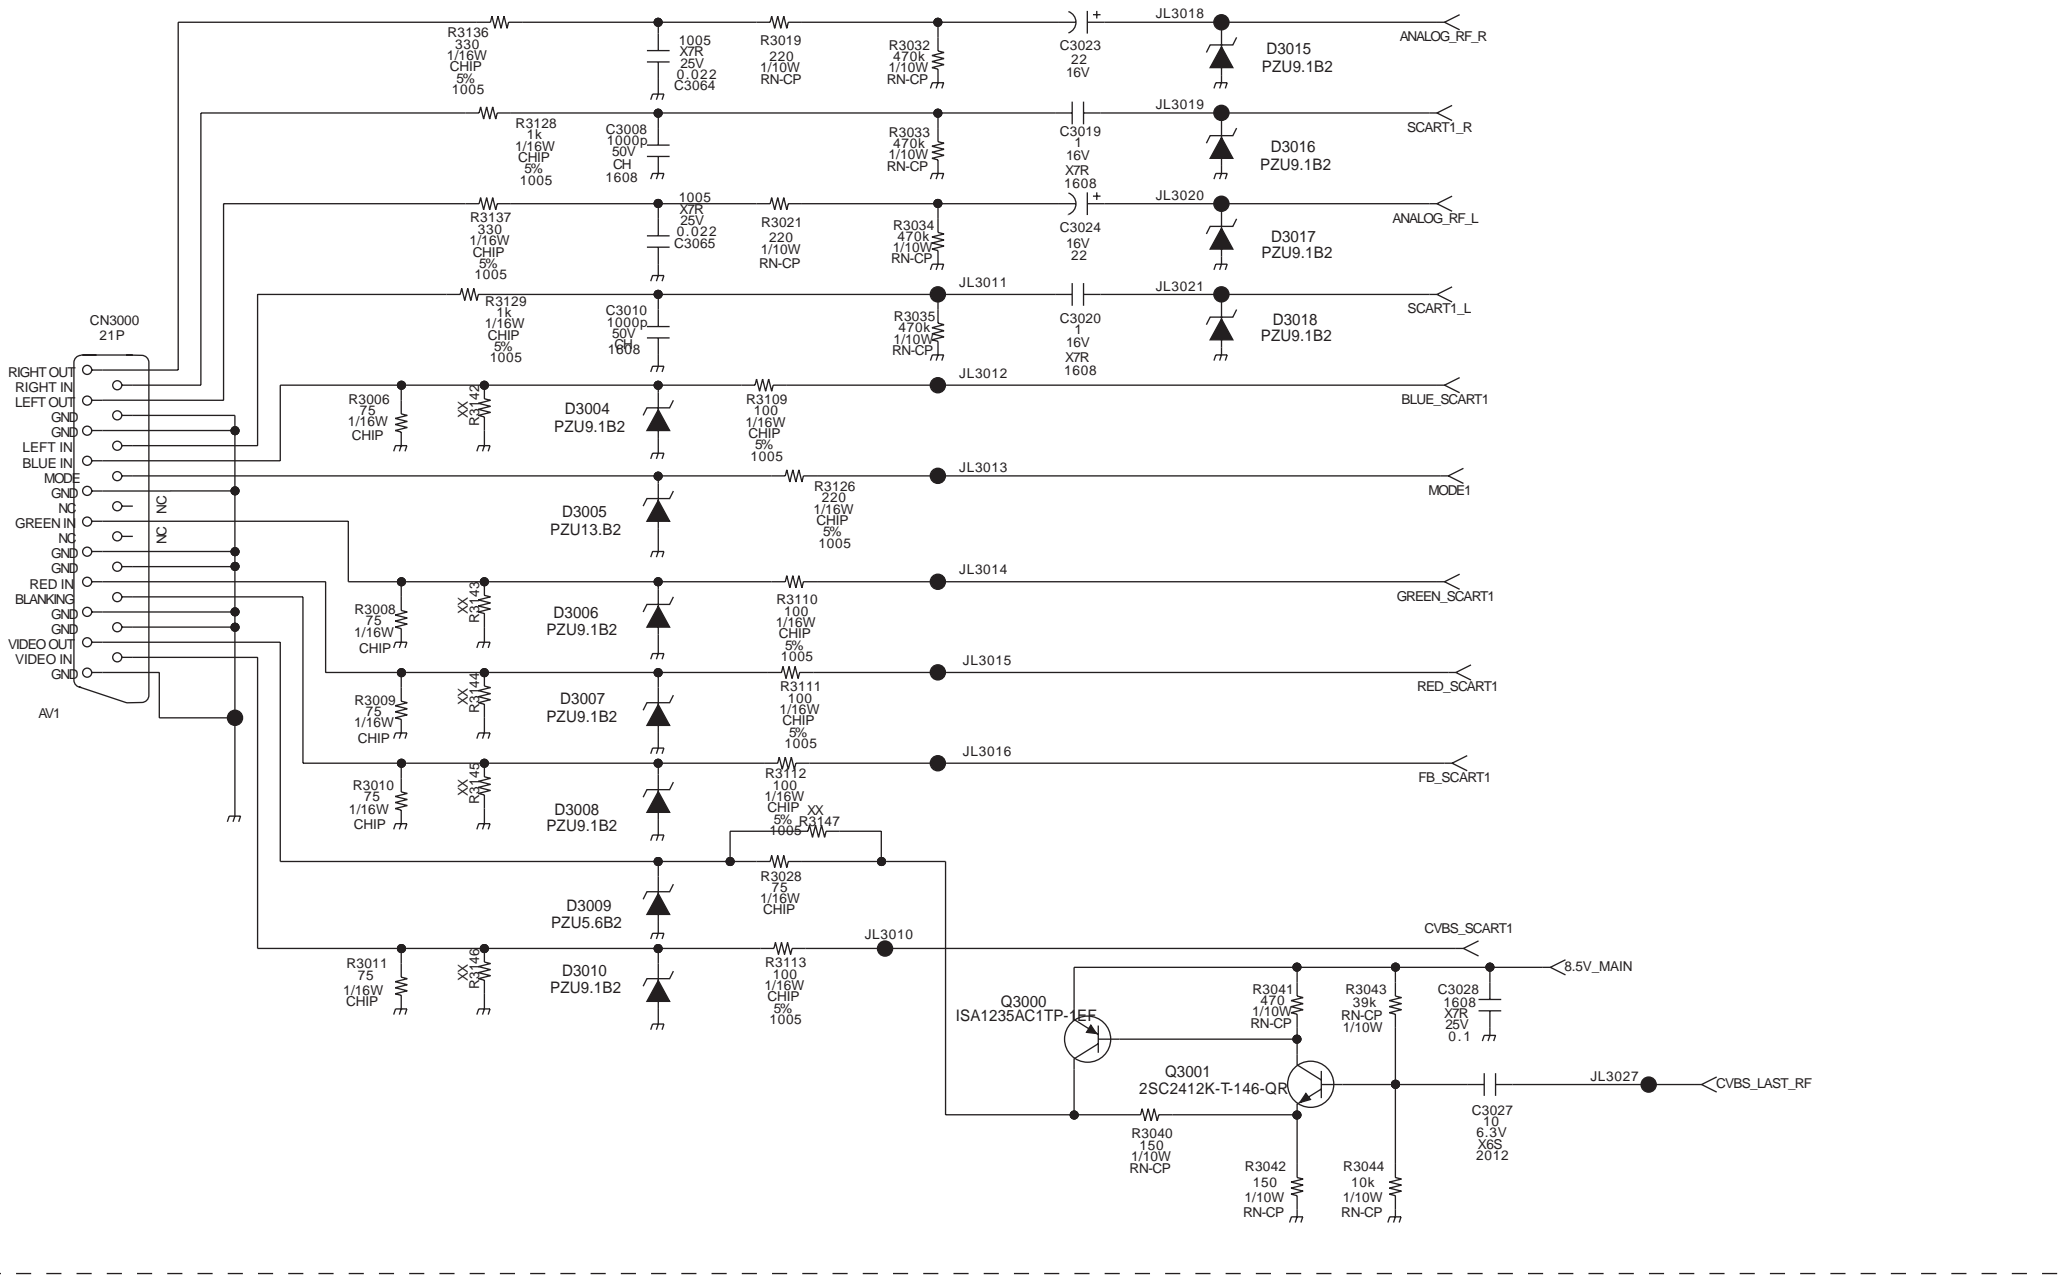 R3136
330
1/16W
CHIP
5%
1005
1005
X7R
25V
0.022
C3064
R3019
220
1/10W
RN-CP
R3032
470k
1/10W
RN-CP
+
C3023
22
16V
JL3018
D3015
PZU9.1B2
ANALOG_RF_R
R3128
1k
1/16W
CHIP
5%
1005
C3008
1000p
50V
CH
1608
R3033
470k
1/10W
RN-CP
C3019
1
16V
X7R
1608
JL3019
D3016
PZU9.1B2
SCART1_R
R3137
330
1/16W
CHIP
5%
1005
1005
X7R
25V
0.022
C3065
R3021
220
1/10W
RN-CP
R3034
470k
1/10W
RN-CP
+
C3024
16V
22
JL3020
D3017
PZU9.1B2
ANALOG_RF_L
R3129
1k
1/16W
CHIP
5%
1005
C3010
1000p
50V
CH
1608
JL3011
R3035
470k
1/10W
RN-CP
C3020
1
16V
X7R
1608
JL3021
D3018
PZU9.1B2
SCART1_L
CN3000
21P
RIGHT OUT
RIGHT IN
LEFT OUT
GND
GND
LEFT IN
BLUE IN
MODE
GND
NC
NC
GREEN IN
NC
NC
GND
GND
RED IN
BLANKING
GND
GND
VIDEO OUT
VIDEO IN
GND
AV1
R3006
75
1/16W
CHIP
XX
R3142
D3004
PZU9.1B2
R3109
100
1/16W
CHIP
5%
1005
JL3012
BLUE_SCART1
D3005
PZU13.B2
R3126
220
1/16W
CHIP
5%
1005
JL3013
MODE1
R3008
75
1/16W
CHIP
XX
R3143
D3006
PZU9.1B2
R3110
100
1/16W
CHIP
5%
1005
JL3014
GREEN_SCART1
R3009
75
1/16W
CHIP
XX
R3144
D3007
PZU9.1B2
R3111
100
1/16W
CHIP
5%
1005
JL3015
RED_SCART1
R3010
75
1/16W
CHIP
XX
R3145
D3008
PZU9.1B2
R3112
100
1/16W
CHIP
5%
1005
JL3016
FB_SCART1
XX
R3147
D3009
PZU5.6B2
R3028
75
1/16W
CHIP
R3011
75
1/16W
CHIP
XX
R3146
D3010
PZU9.1B2
R3113
100
1/16W
CHIP
5%
1005
JL3010
CVBS_SCART1
8.5V_MAIN
Q3000
ISA1235AC1TP-1EF
R3041
470
1/10W
RN-CP
R3043
39k
RN-CP
1/10W
C3028
1608
X7R
25V
0.1
Q3001
2SC2412K-T-146-QR
JL3027
CVBS_LAST_RF
C3027
10
6.3V
X6S
2012
R3040
150
1/10W
RN-CP
R3042
150
1/10W
RN-CP
R3044
10k
1/10W
RN-CP